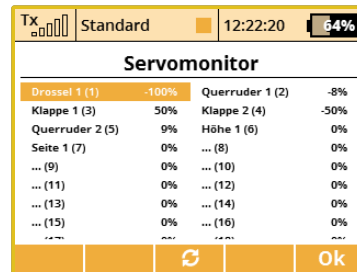 Tx Standard 12:22:20 64%
Servomonitor
Drossel 1 (1) -100% Querruder 1 (2) -8%
Klappe 1 (3) 50% Klappe 2 (4) -50%
Querruder 2 (5) 9% Höhe 1 (6) 0%
Seite 1 (7) 0% ... (8) 0%
... (9) 0% ... (10) 0%
... (11) 0% ... (12) 0%
... (13) 0% ... (14) 0%
... (15) 0% ... (16) 0%
Ok